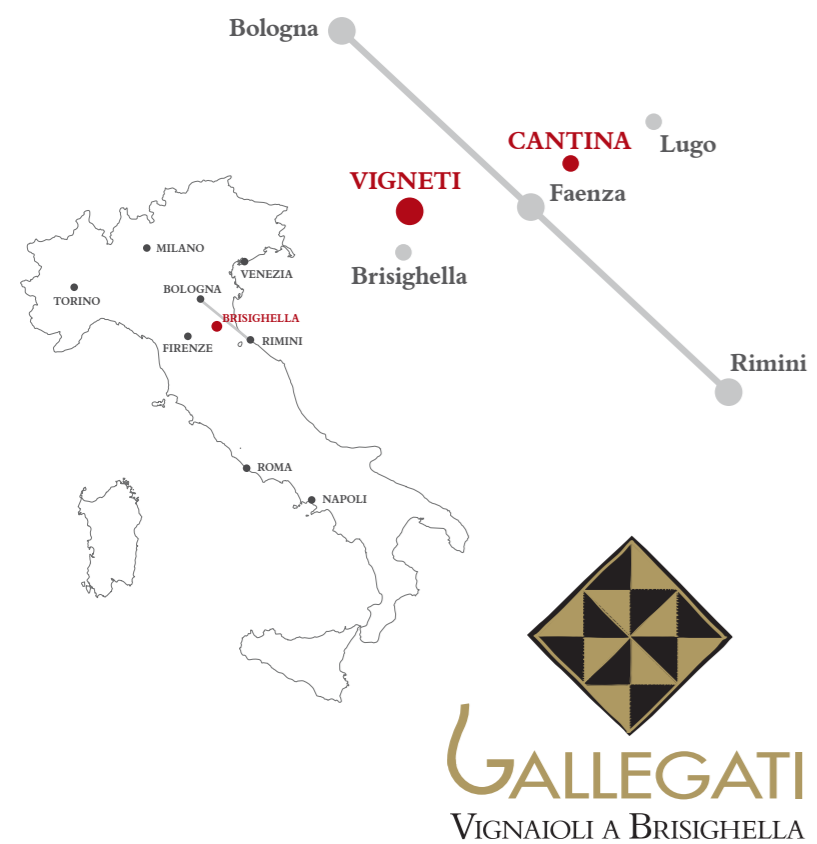 Bologna
CANTINA
Lugo
VIGNETI
Faenza
Brisighella
Rimini
MILANO
VENEZIA
TORINO
BOLOGNA
BRISIGHELLA
FIRENZE
RIMINI
ROMA
NAPOLI
GALLEGATI
VIGNAIOLI A BRISIGHELLA